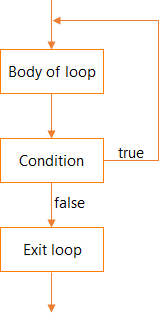 Body of loop
Condition
true
false
Exit loop